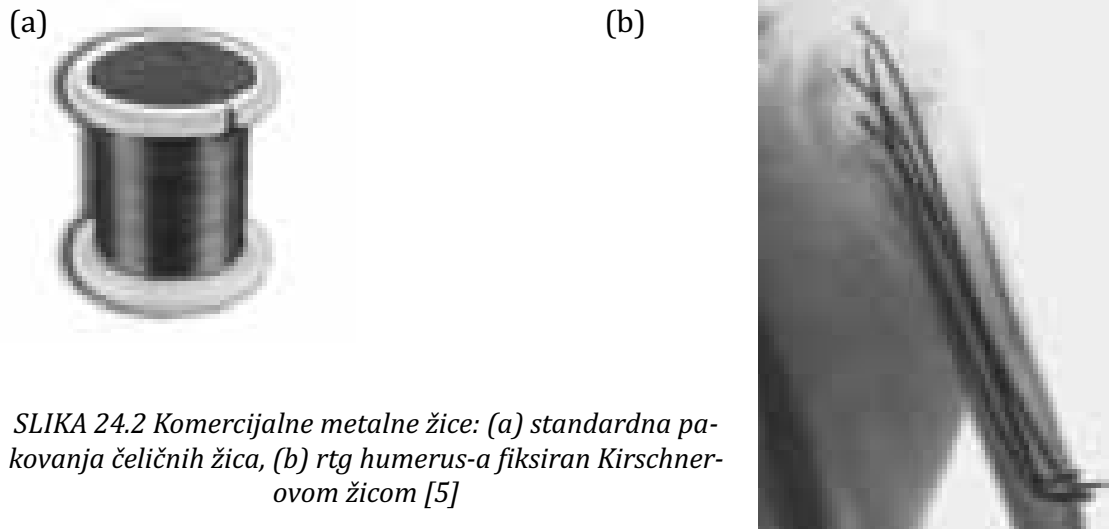 (a)
(b)
SLIKA 24.2 Komercijalne metalne žice: (a) standardna pa-
kovanja čeličnih žica, (b) rtg humerus-a fiksiran Kirschner-
ovom žicom [5]